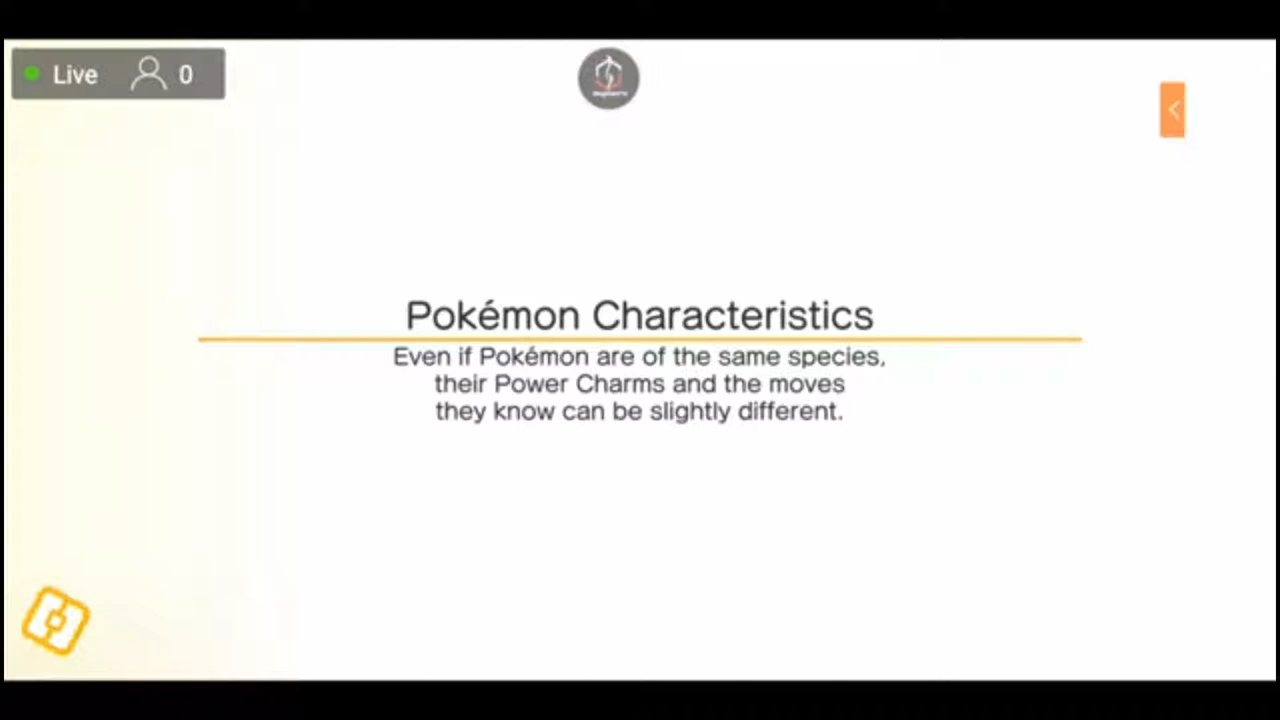 Live 0
Pokémon Characteristics
Even if Pokémon are of the same species,
their Power Charms and the moves
they know can be slightly different.